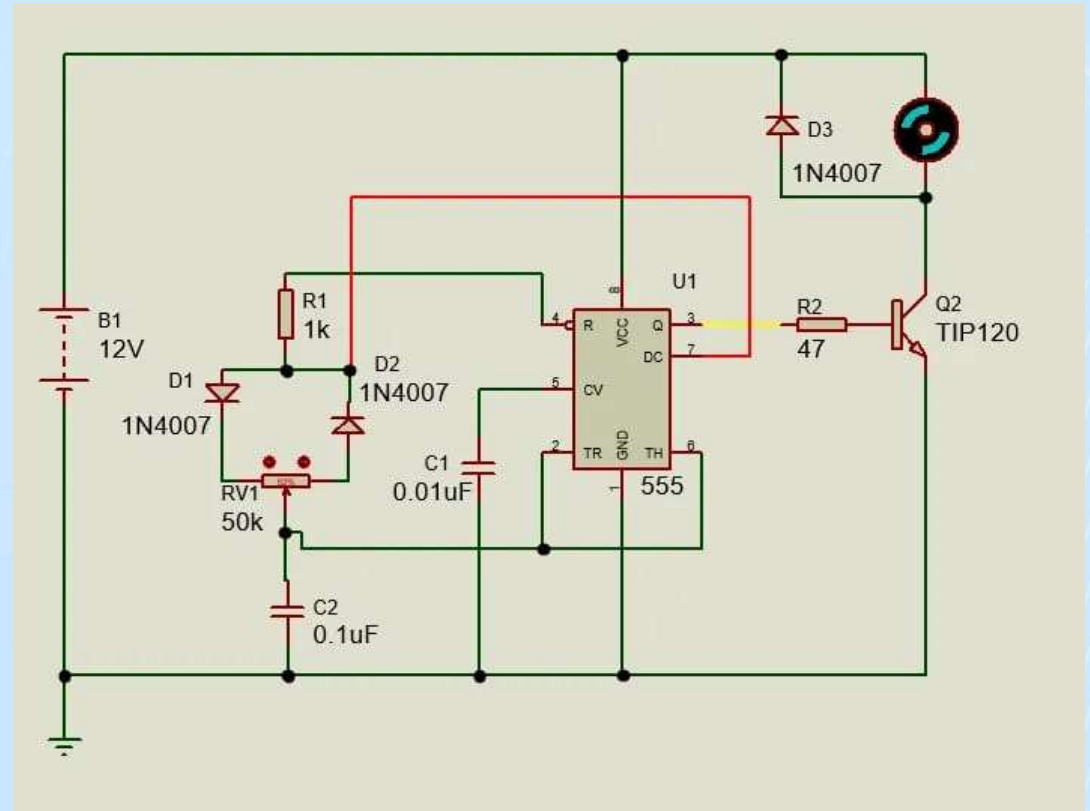 D3
1N4007
B1
12V
R1
1k
D1
1N4007
D2
1N4007
RV1
50k
C1
0.01uF
C2
0.1uF
U1
8
VCC
4
R
Q
3
DC
7
5
CV
2
TR
GND
TH
6
1
555
R2
47
Q2
TIP120